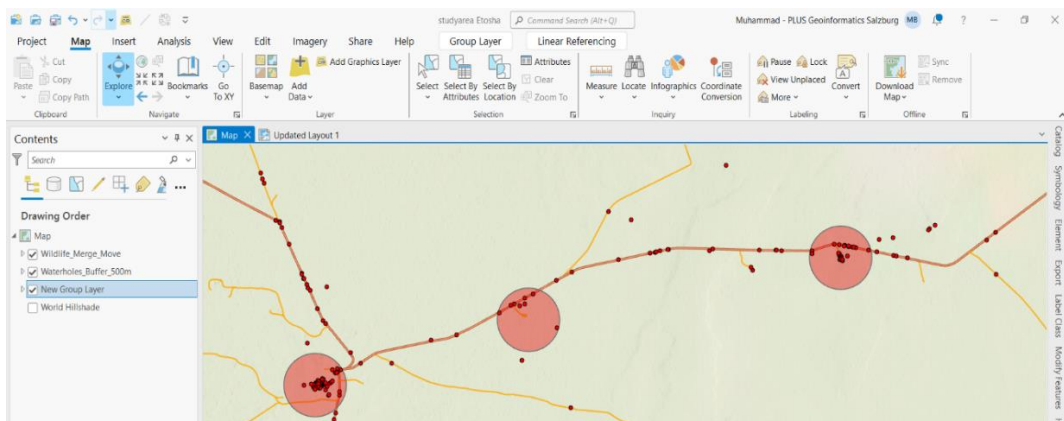 studyarea Etosha
Command Search (Alt+Q)
Muhammad - PLUS Geoinformatics Salzburg
MB
?
Project Map Insert Analysis View Edit Imagery Share Help Group Layer Linear Referencing
Cut
Copy
Copy Path
Paste
Explore
Bookmarks
Go To XY
Basemap
Add Data
Add Graphics Layer
Select
Select By Attributes
Select By Location
Attributes
Clear
Zoom To
Measure
Locate
Infographics
Coordinate Conversion
Pause
Lock
View Unplaced
More
Convert
Download Map
Sync
Remove
Clipboard Navigate Layer Selection Inquiry Labeling Offline
Contents
Search
Drawing Order
Map
Wildlife_Merge_Move
Waterholes_Buffer_500m
New Group Layer
World Hillshade
Map
Updated Layout 1
Catalog
Symbology
Element
Export
Label Class
Modify Features